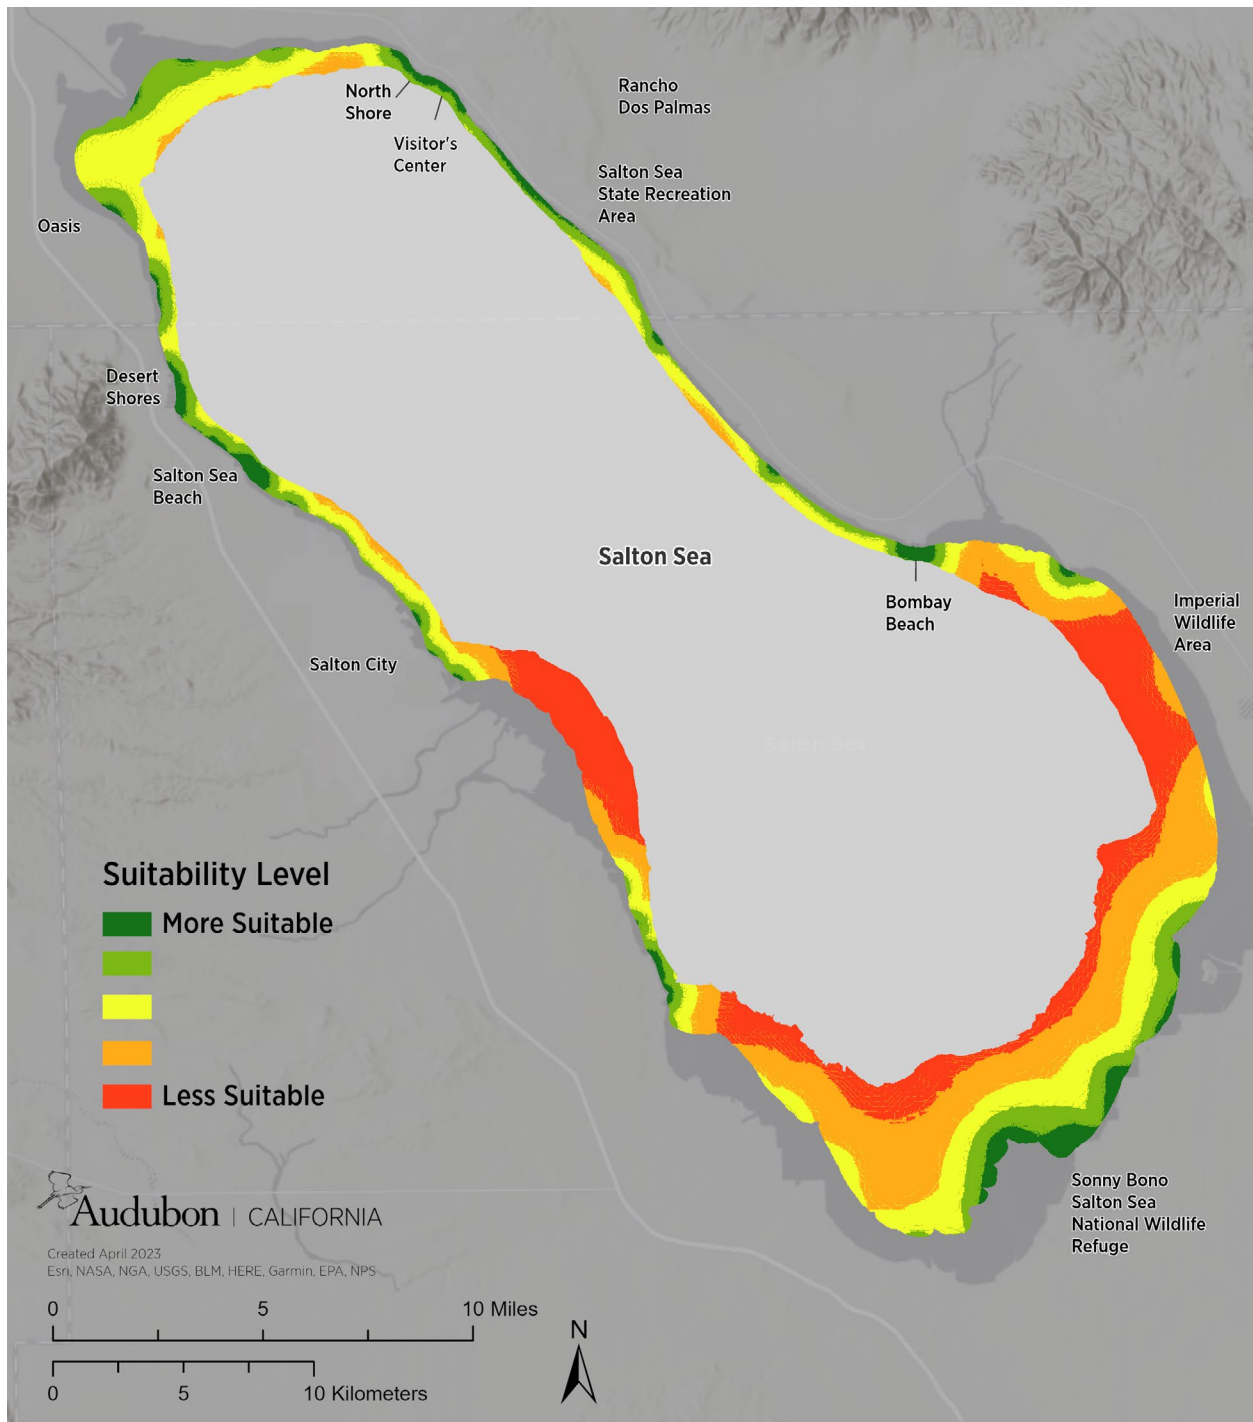 North
Shore
Visitor's
Center
Rancho
Dos Palmas
Salton Sea
State Recreation
Area
Oasis
Desert
Shores
Salton Sea
Beach
Salton Sea
Bombay
Beach
Imperial
Wildlife
Area
Salton City
Salton Sea
Suitability Level
More Suitable
Less Suitable
Sonny Bono
Salton Sea
National Wildlife
Refuge
Audubon | CALIFORNIA
Created April 2023
Esri, NASA, NGA, USGS, BLM, HERE, Garmin, EPA, NPS
0 5 10 Miles
0 5 10 Kilometers
N